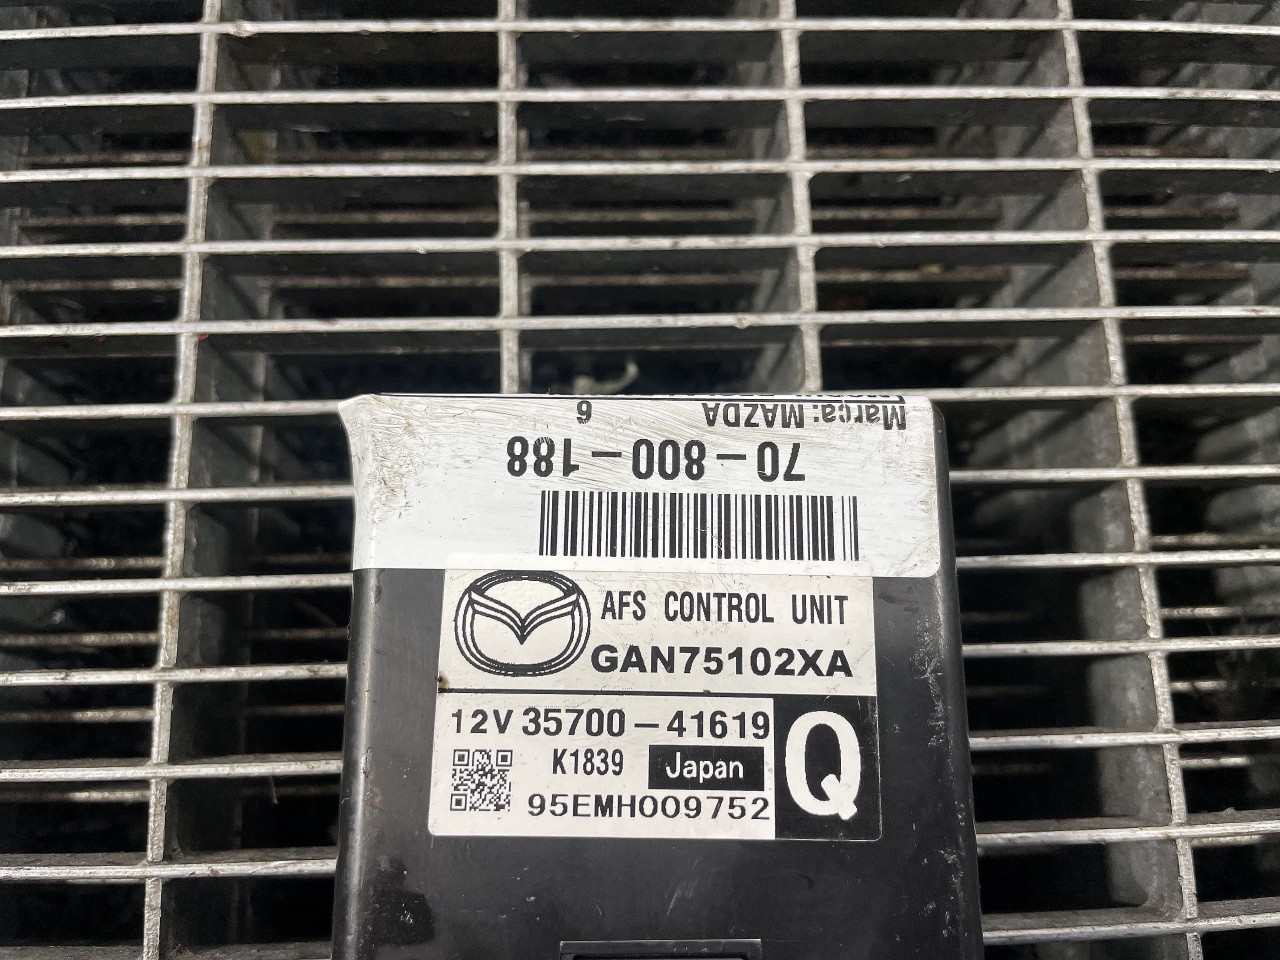 Marca: MAZDA
6
70-800-188
AFS CONTROL UNIT
GAN75102XA
12V 35700-41619
K1839 Japan
95EMH009752
Q